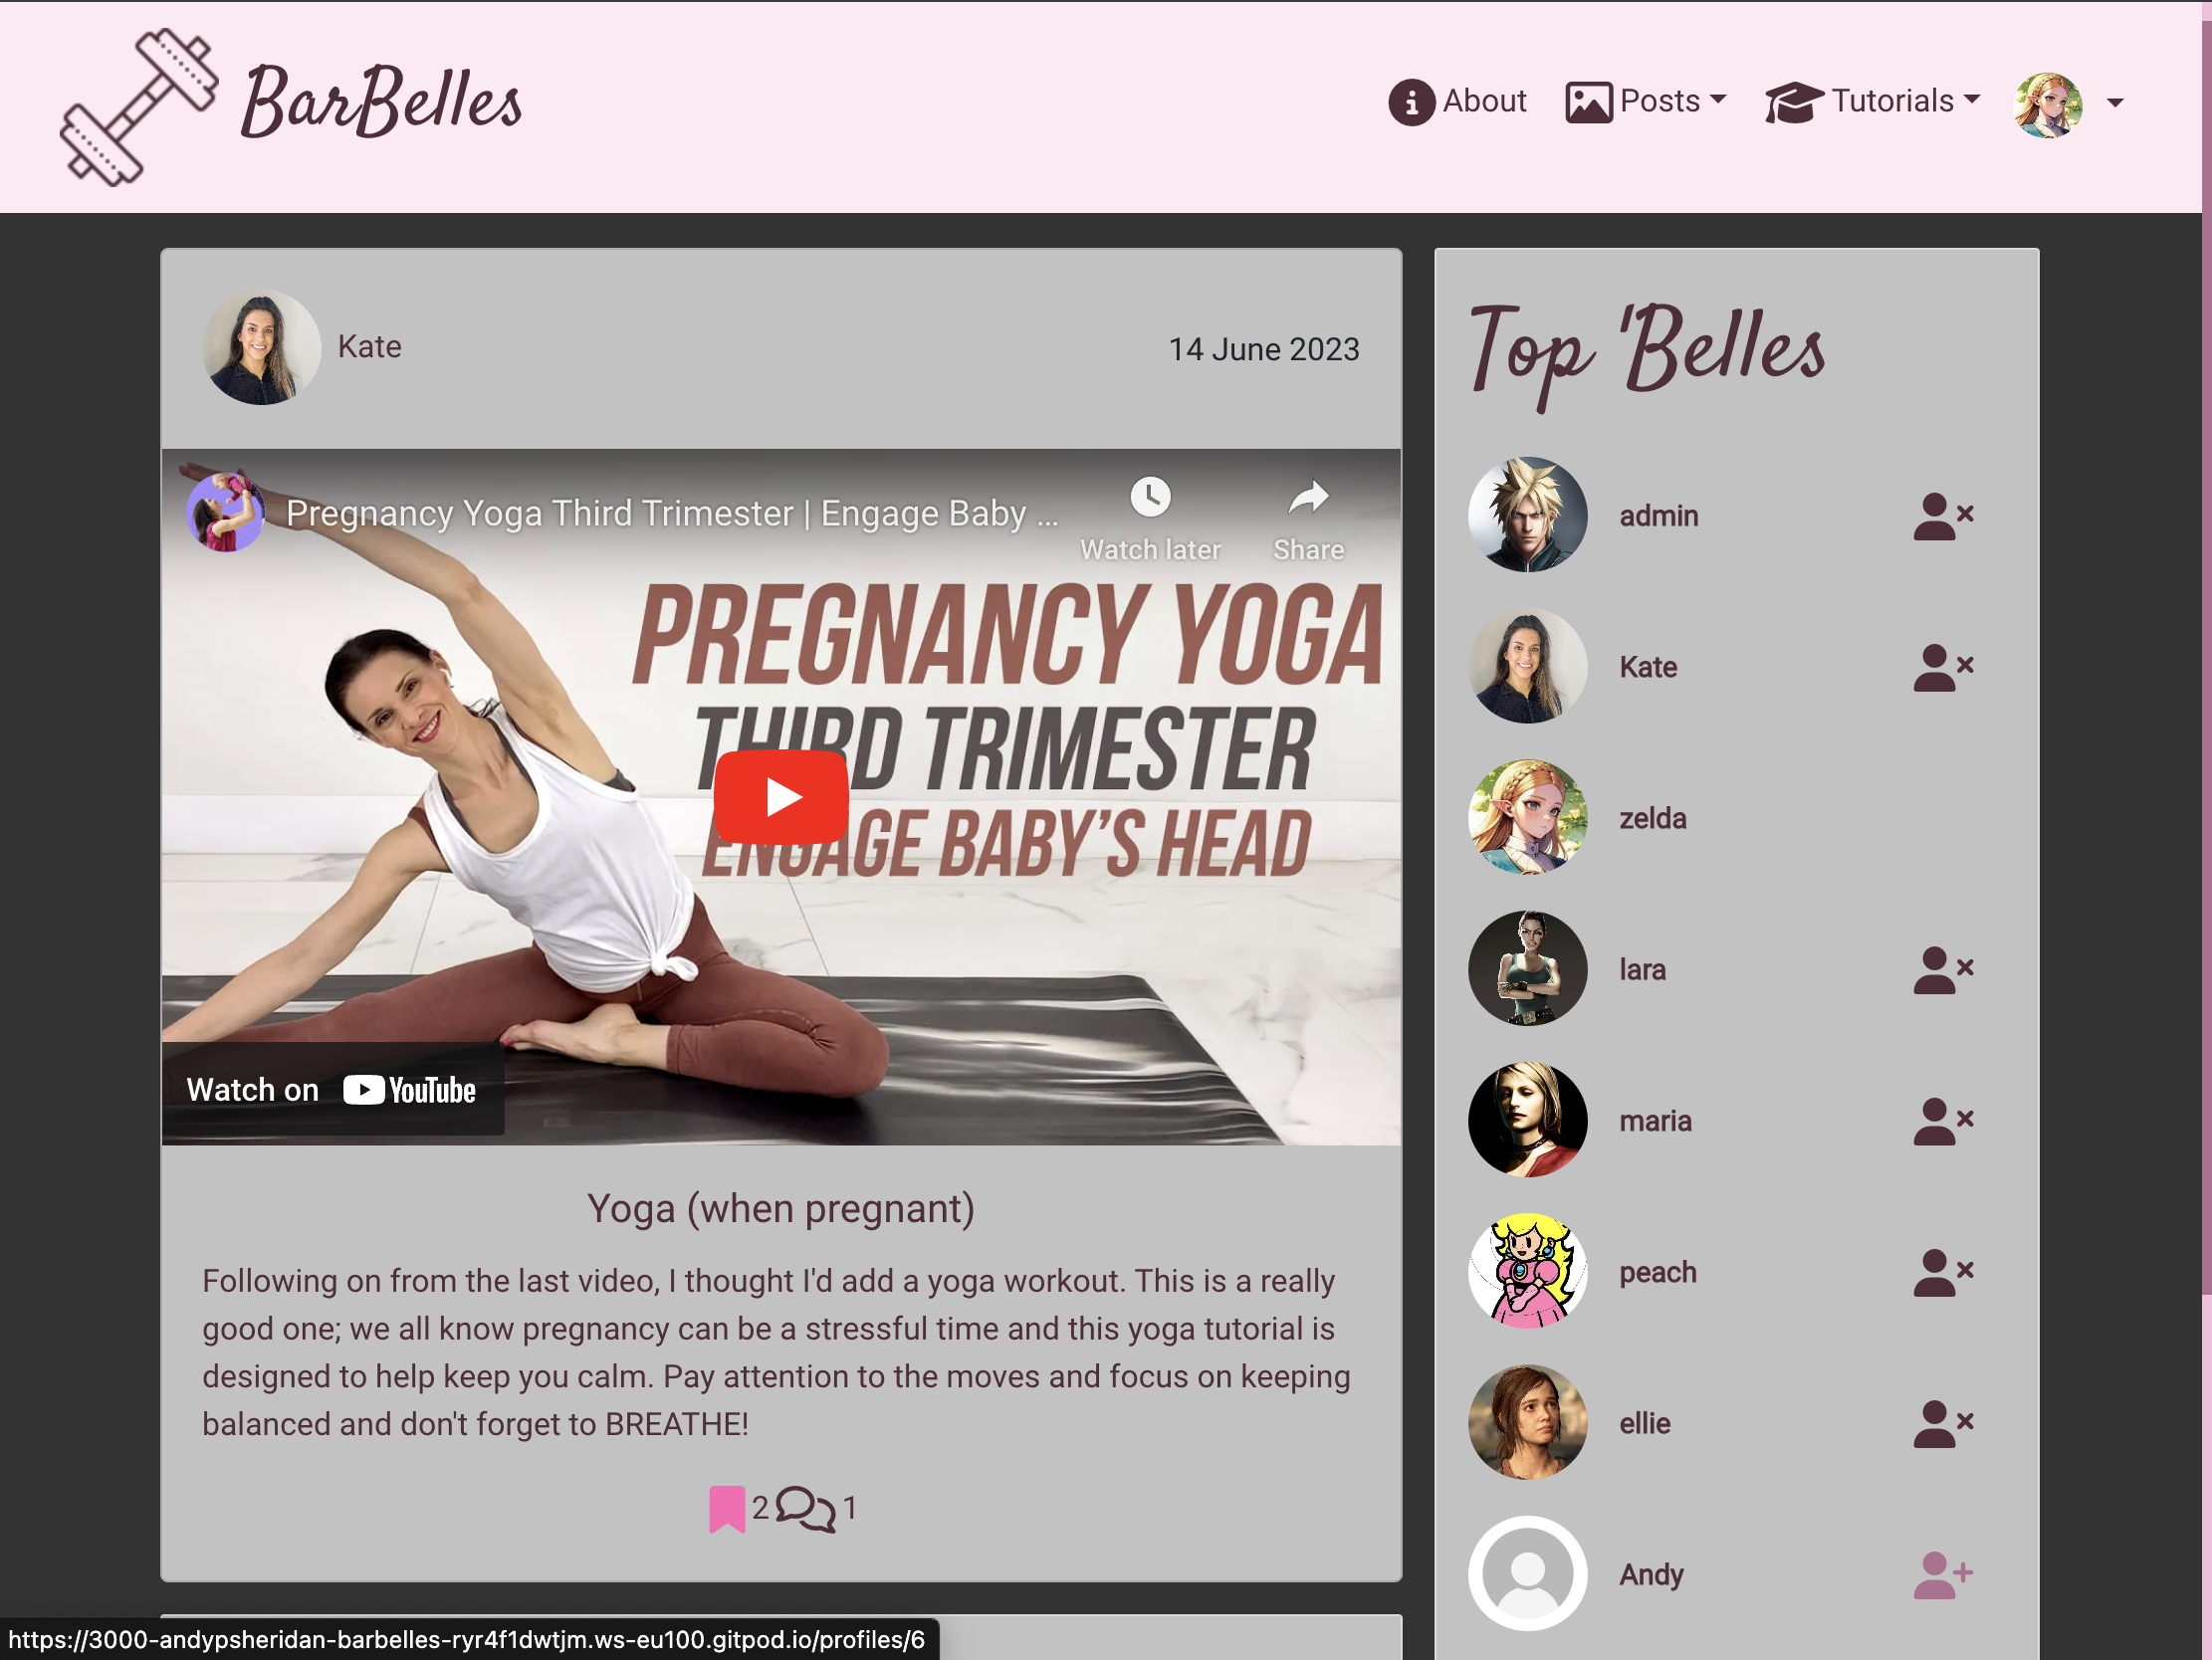 BarBelles
About
Posts
Tutorials
Kate
14 June 2023
Pregnancy Yoga Third Trimester | Engage Baby ...
Watch later
Share
PREGNANCY YOGA
THIRD TRIMESTER
ENGAGE BABY'S HEAD
Watch on YouTube
Yoga (when pregnant)
Following on from the last video, I thought I'd add a yoga workout. This is a really
good one; we all know pregnancy can be a stressful time and this yoga tutorial is
designed to help keep you calm. Pay attention to the moves and focus on keeping
balanced and don't forget to BREATHE!
2 1
Top 'Belles
admin
Kate
zelda
lara
maria
peach
ellie
Andy
https://3000-andypsheridan-barbelles-ryr4f1dwtjm.ws-eu100.gitpod.io/profiles/6